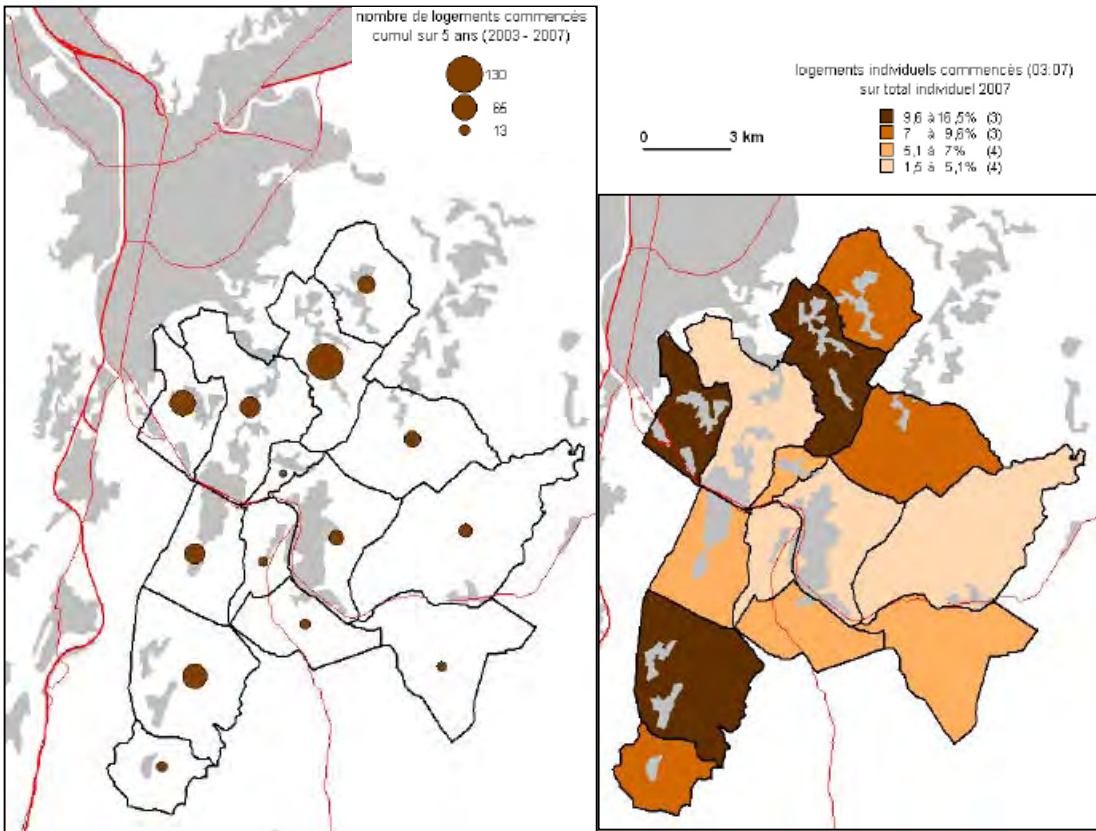 nombre de logements commencés
cumul sur 5 ans (2003 - 2007)
130
65
13
logements individuels commencés (03:07)
sur total individuel 2007
9,6 à 16,5% (3)
7 à 9,6% (3)
5,1 à 7% (4)
1,5 à 5,1% (4)
0 3 km